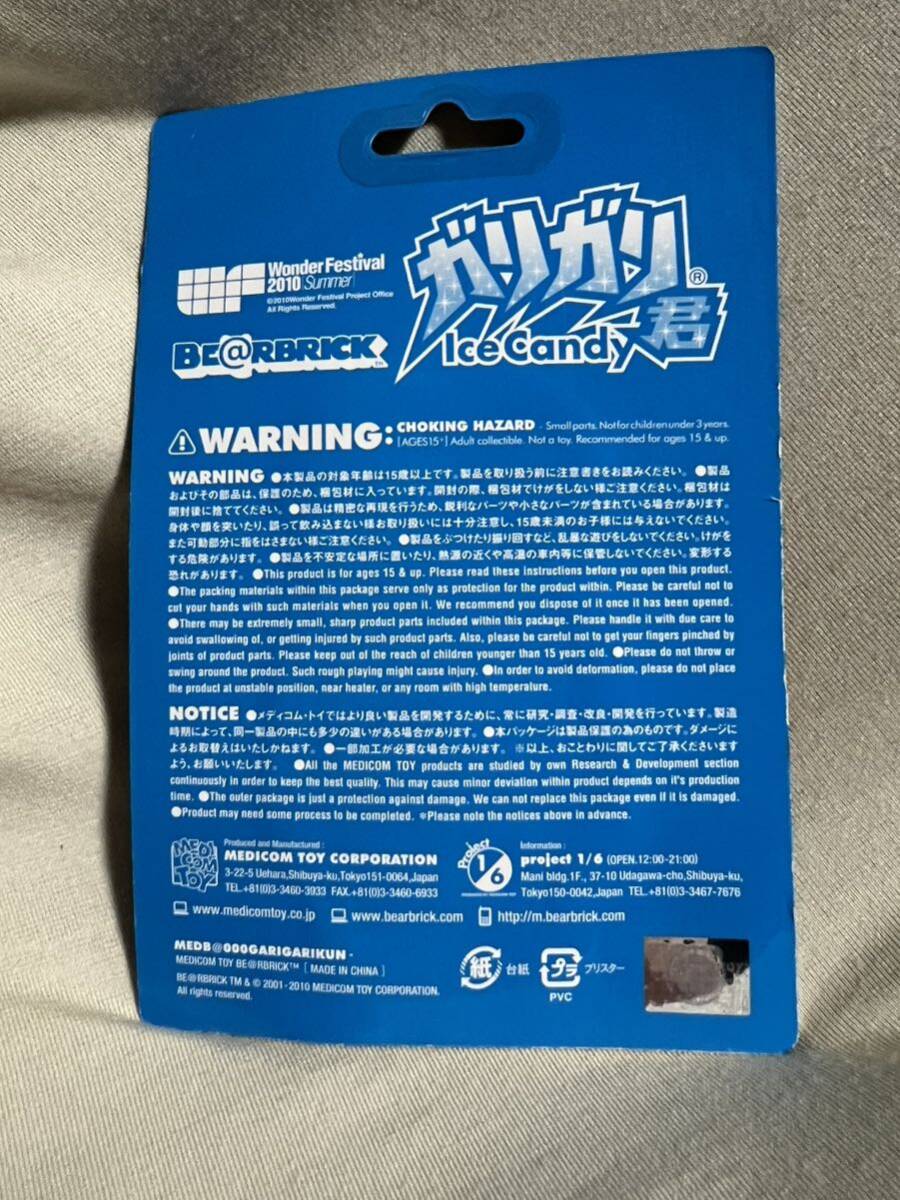 WonderFestival
2010 [Summer]
©2010Wonder Festival Project Office
All Rights Reserved.
ガリガリ君®
Ice Candy
BE@RBRICK™
WARNING: CHOKING HAZARD - Small parts. Not for children under 3 years.
[AGES15+] Adult collectible. Not a toy. Recommended for ages 15 & up.
WARNING ●本製品の対象年齢は15歳以上です。製品を取り扱う前に注意書きをお読みください。 ●製品
およびその部品は、保護のため、梱包材に入っています。開封の際、梱包材でけがをしない様ご注意ください。梱包材は
開封後に捨ててください。 ●製品は精密な再現を行うため、鋭利なパーツや小さなパーツが含まれている場合があります。
身体や顔を突いたり、誤って飲み込まない様お取り扱いには十分注意し、15歳未満のお子様には与えないでください。
また可動部分に指をはさまない様ご注意ください。 ●製品をぶつけたり振り回すなど、乱暴な遊びをしないでください。けがを
する危険があります。 ●製品を不安定な場所に置いたり、熱源の近くや高温の車内等に保管しないでください。変形する
恐れがあります。 ●This product is for ages 15 & up. Please read these instructions before you open this product.
●The packing materials within this package serve only as protection for the product within. Please be careful not to
cut your hands with such materials when you open it. We recommend you dispose of it once it has been opened.
●There may be extremely small, sharp product parts included within this package. Please handle it with due care to
avoid swallowing of, or getting injured by such product parts. Also, please be careful not to get your fingers pinched by
joints of product parts. Please keep out of the reach of children younger than 15 years old. ●Please do not throw or
swing around the product. Such rough playing might cause injury. ●In order to avoid deformation, please do not place
the product at unstable position, near heater, or any room with high temperature.
NOTICE ●メディコム・トイではより良い製品を開発するために、常に研究・調査・改良・開発を行っています。製造
時期によって、同一製品の中にも多少の違いがある場合があります。 ●本パッケージは製品保護の為のものです。ダメージに
よるお取替えはいたしかねます。 ●一部加工が必要な場合があります。 ※以上、おことわりに関してご了承くださいます
よう、お願いいたします。 ●All the MEDICOM TOY products are studied by own Research & Development section
continuously in order to keep the best quality. This may cause minor deviation within product depends on it's production
time. ●The outer package is just a protection against damage. We can not replace this package even if it is damaged.
●Product may need some process to be completed. ※Please note the notices above in advance.
MEDICOM TOY
Produced and Manufactured :
MEDICOM TOY CORPORATION
3-22-5 Uehara,Shibuya-ku,Tokyo151-0064,Japan
TEL.+81(0)3-3460-3933 FAX.+81(0)3-3460-6933
Project 1/6
Information :
project 1/6 (OPEN.12:00-21:00)
Mani bldg.1F., 37-10 Udagawa-cho,Shibuya-ku,
Tokyo150-0042,Japan TEL.+81(0)3-3467-7676
www.medicomtoy.co.jp www.bearbrick.com http://m.bearbrick.com
MEDB@000GARIGARIKUN -
MEDICOM TOY BE@RBRICK™ [ MADE IN CHINA ]
BE@RBRICK TM & © 2001-2010 MEDICOM TOY CORPORATION.
All rights reserved.
紙 台紙
プラ ブリスター
PVC